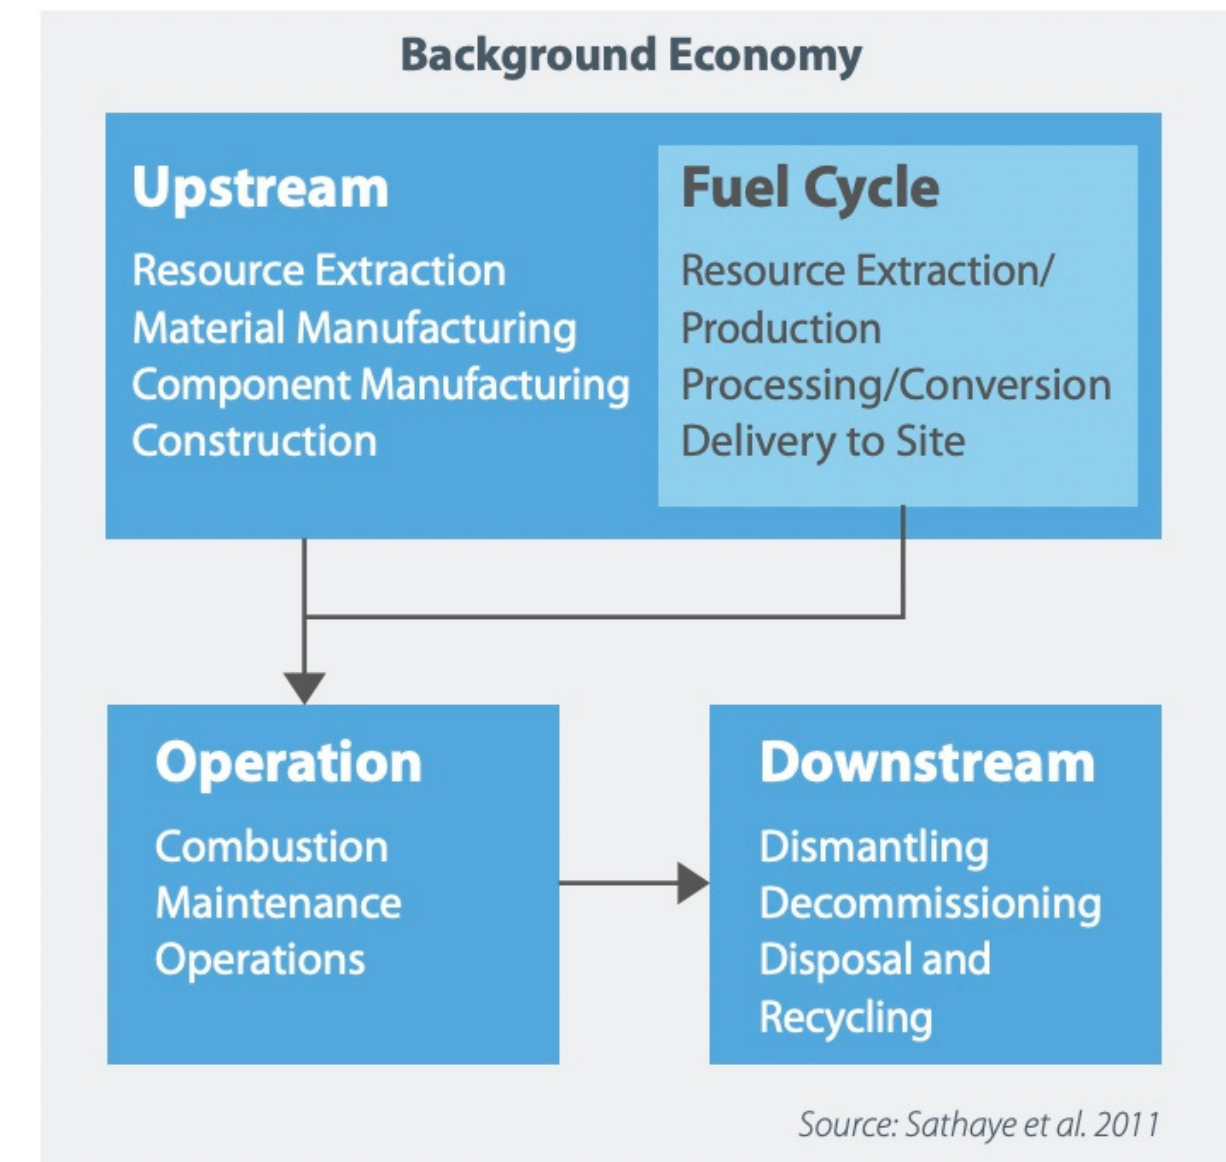 Background Economy
Upstream
Resource Extraction
Material Manufacturing
Component Manufacturing
Construction
Fuel Cycle
Resource Extraction/
Production
Processing/Conversion
Delivery to Site
Operation
Combustion
Maintenance
Operations
Downstream
Dismantling
Decommissioning
Disposal and
Recycling
Source: Sathaye et al. 2011